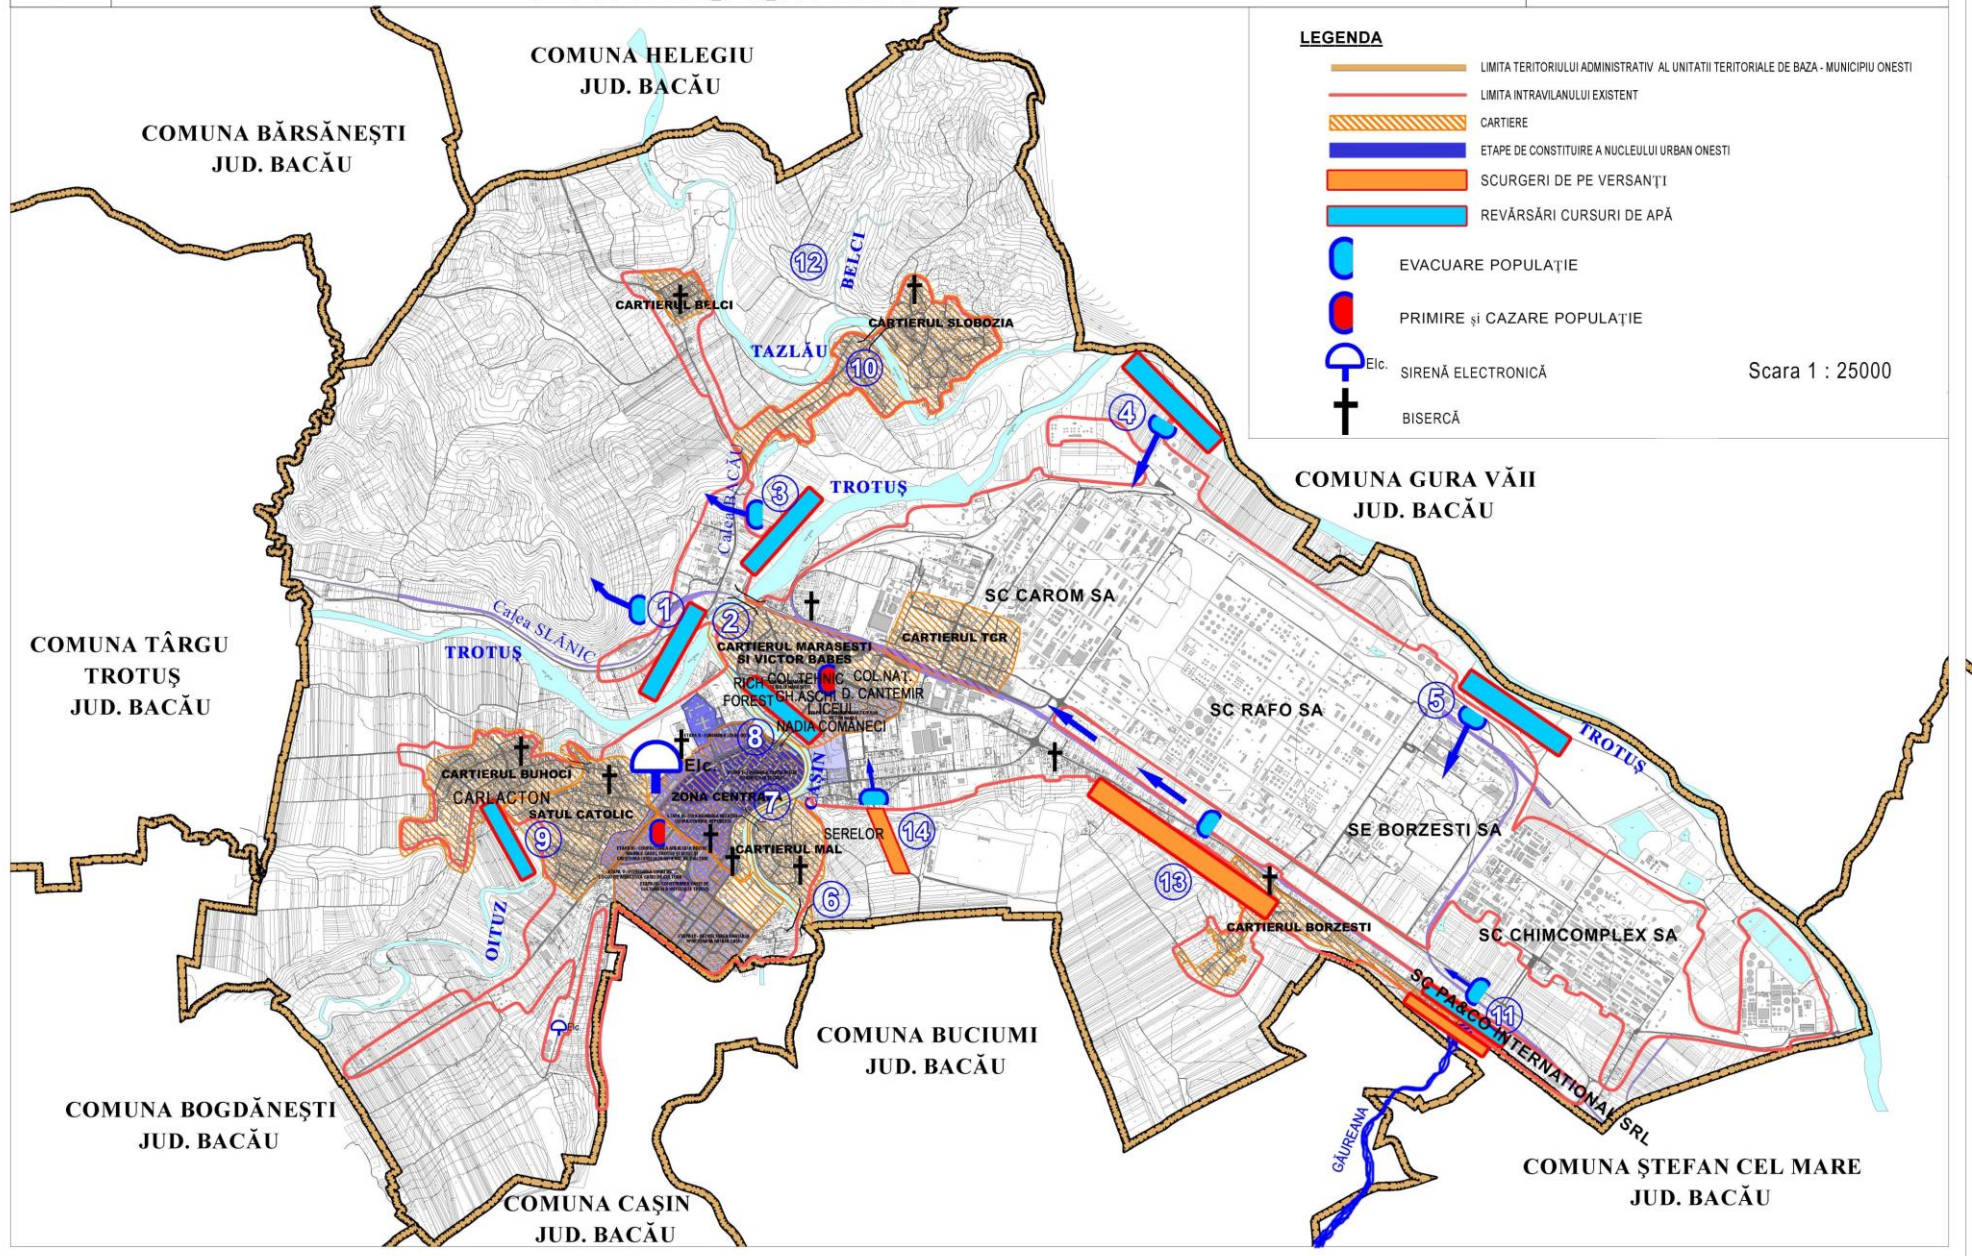 COMUNA HELEGIU
JUD. BACĂU
COMUNA BĂRSĂNEŞTI
JUD. BACĂU
LEGENDA
LIMITA TERITORIULUI ADMINISTRATIV AL UNITATII TERITORIALE DE BAZA - MUNICIPIU ONESTI
LIMITA INTRAVILANULUI EXISTENT
CARTIERE
ETAPE DE CONSTITUIRE A NUCLEULUI URBAN ONESTI
SCURGERI DE PE VERSANŢI
REVĂRSĂRI CURSURI DE APĂ
EVACUARE POPULAŢIE
PRIMIRE şi CAZARE POPULAŢIE
Elc.
SIRENĂ ELECTRONICĂ
BISERCĂ
Scara 1 : 25000
12
BELCI
CARTIERUL BELCI
CARTIERUL SLOBOZIA
TAZLĂU
10
4
COMUNA GURA VĂII
JUD. BACĂU
Calea BACĂU
3
TROTUŞ
1
2
Calea SLĂNIC
TROTUŞ
COMUNA TÂRGU
TROTUŞ
JUD. BACĂU
SC CAROM SA
CARTIERUL TCR
CARTIERUL MARASESTI
SI VICTOR BABES
RICH
FOREST
COL.TEHNIC
GH.ASCHI
COL.NAT.
D. CANTEMIR
LICEUL
NADIA COMANECI
SC RAFO SA
5
TROTUŞ
8
CAŞIN
Elc.
CARTIERUL BUHOCI
CARLACTON
SATUL CATOLIC
ZONA CENTRA
7
9
SERELOR
14
CARTIERUL MAL
6
SE BORZESTI SA
13
CARTIERUL BORZESTI
SC CHIMCOMPLEX SA
OITUZ
Elc
SC PA&CO INTERNATIONAL SRL
11
COMUNA BUCIUMI
JUD. BACĂU
COMUNA BOGDĂNEŞTI
JUD. BACĂU
GĂUREANA
COMUNA CAŞIN
JUD. BACĂU
COMUNA ŞTEFAN CEL MARE
JUD. BACĂU